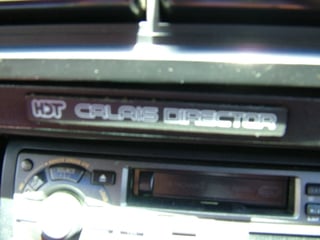 HDT CALAIS DIRECTOR